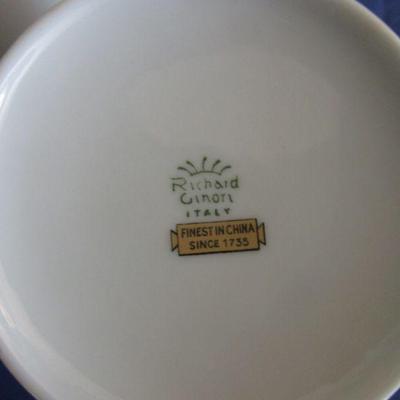 Richard
Ginori
ITALY
FINEST IN CHINA
SINCE 1735